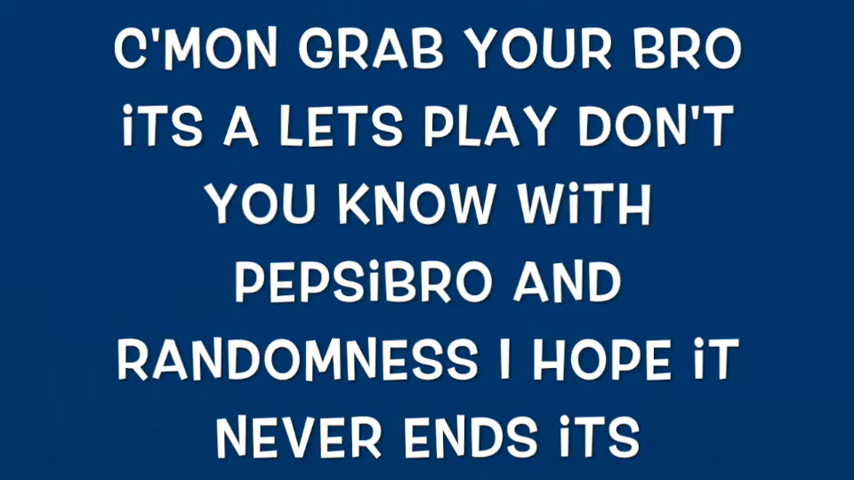 C'MON GRAB YOUR BRO
iTS A LETS PLAY DON'T
YOU KNOW WiTH
PEPSiBRO AND
RANDOMNESS I HOPE iT
NEVER ENDS iTS